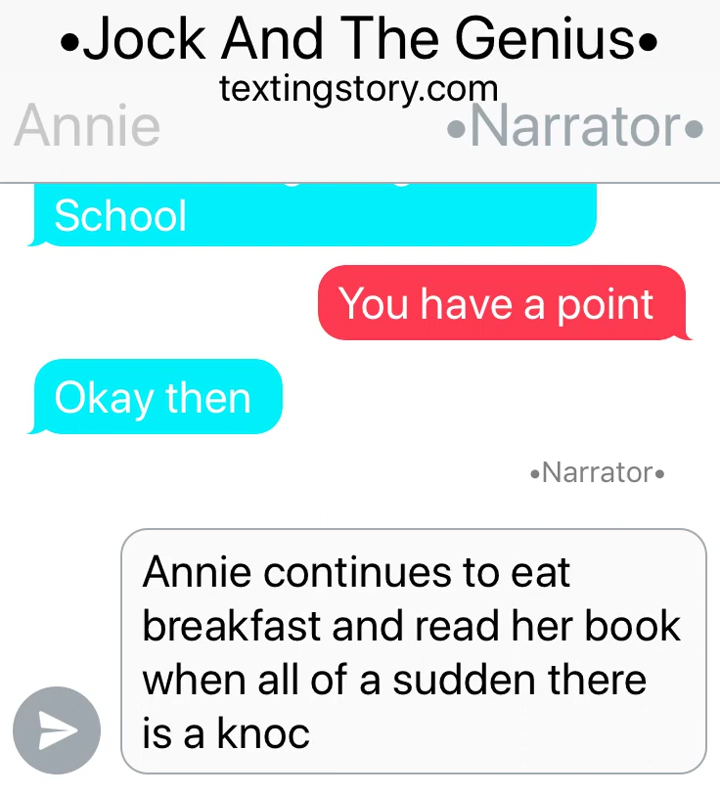 •Jock And The Genius•
textingstory.com
Annie
•Narrator•
School
You have a point
Okay then
•Narrator•
Annie continues to eat
breakfast and read her book
when all of a sudden there
is a knoc